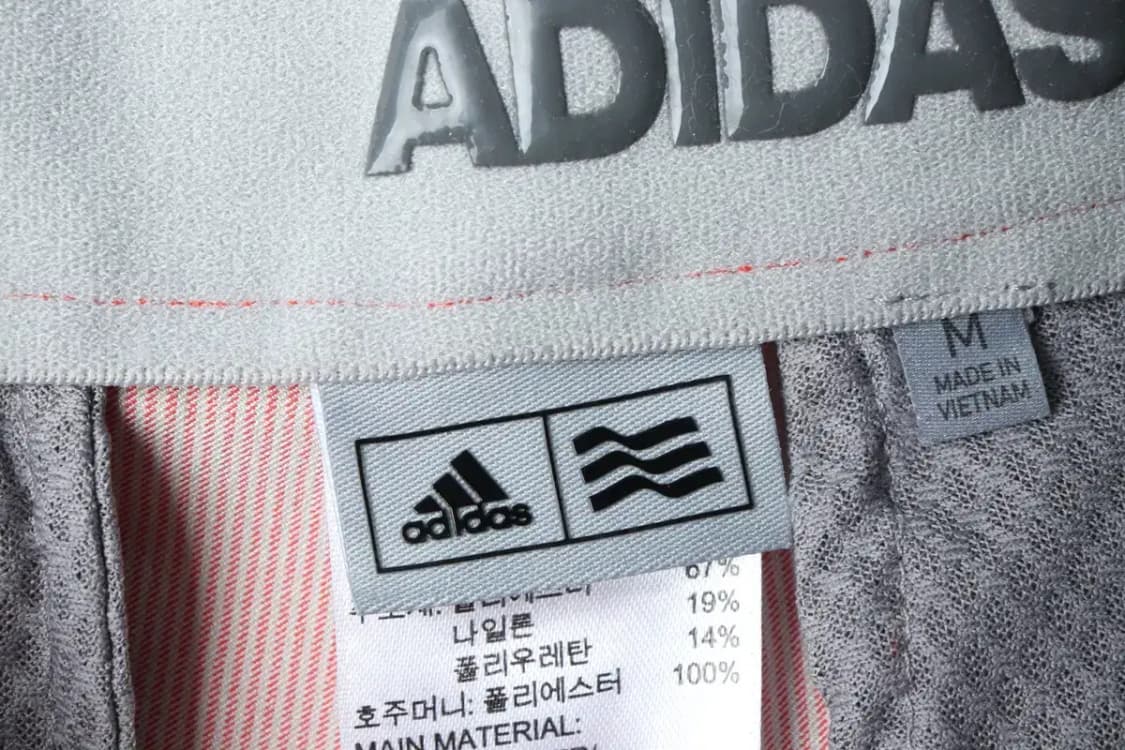 ADIDAS
M
MADE IN
VIETNAM
adidas
67%
19%
나일론 14%
폴리우레탄 100%
호주머니: 폴리에스터
MAIN MATERIAL: